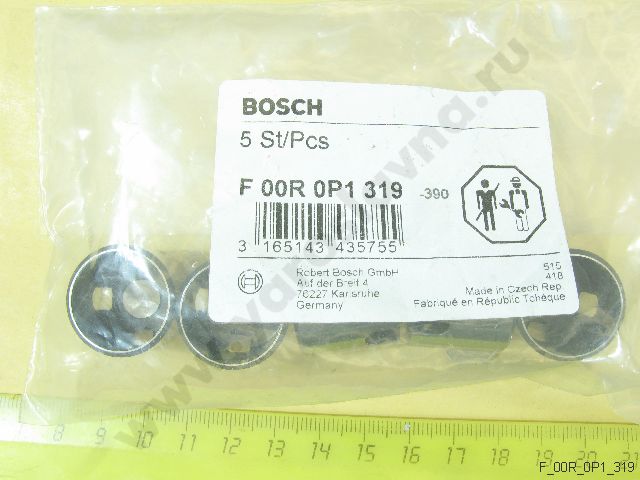 BOSCH
5 St/Pcs
F 00R 0P1 319 -390
3 165143 435755
Robert Bosch GmbH
Auf der Breit 4
76227 Karlsruhe
Germany
515
418
Made in Czech Rep.
Fabriqué en République Tchèque
8 9 10 11 12 13 14 15 16 17 18 19 20 21
F_00R_0P1_319